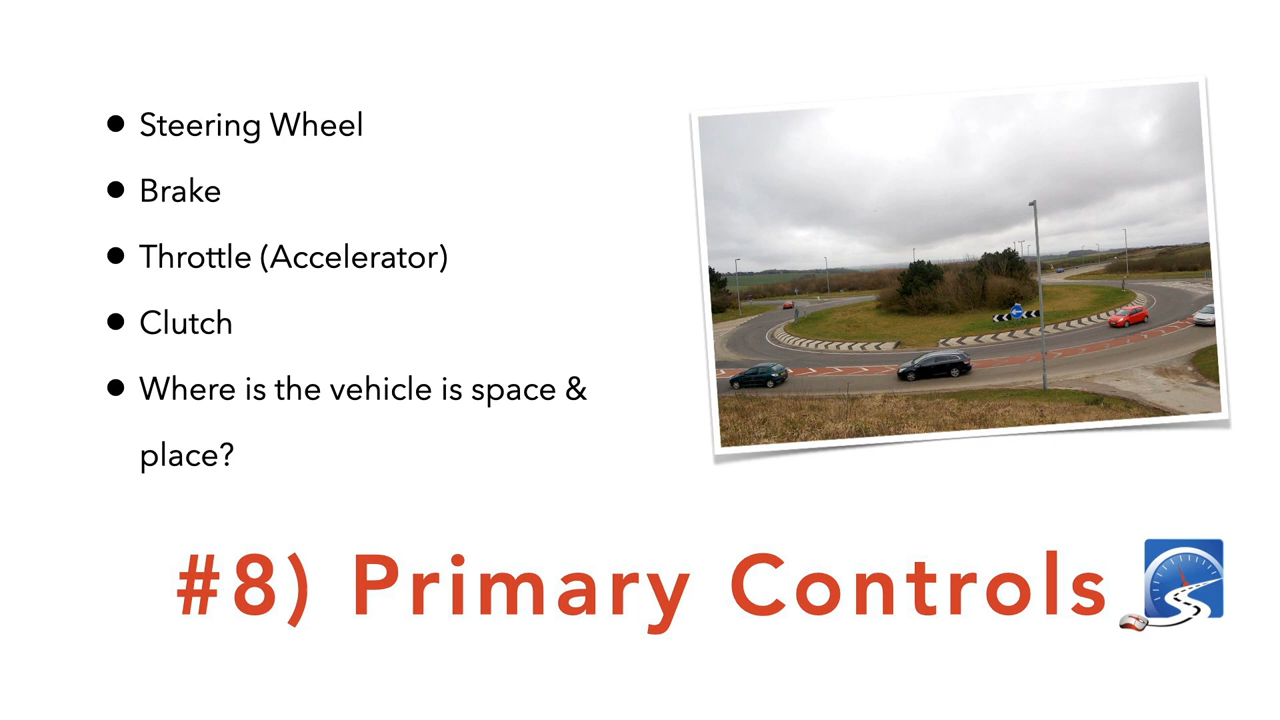 ● Steering Wheel
● Brake
● Throttle (Accelerator)
● Clutch
● Where is the vehicle is space &
place?
#8) Primary Controls